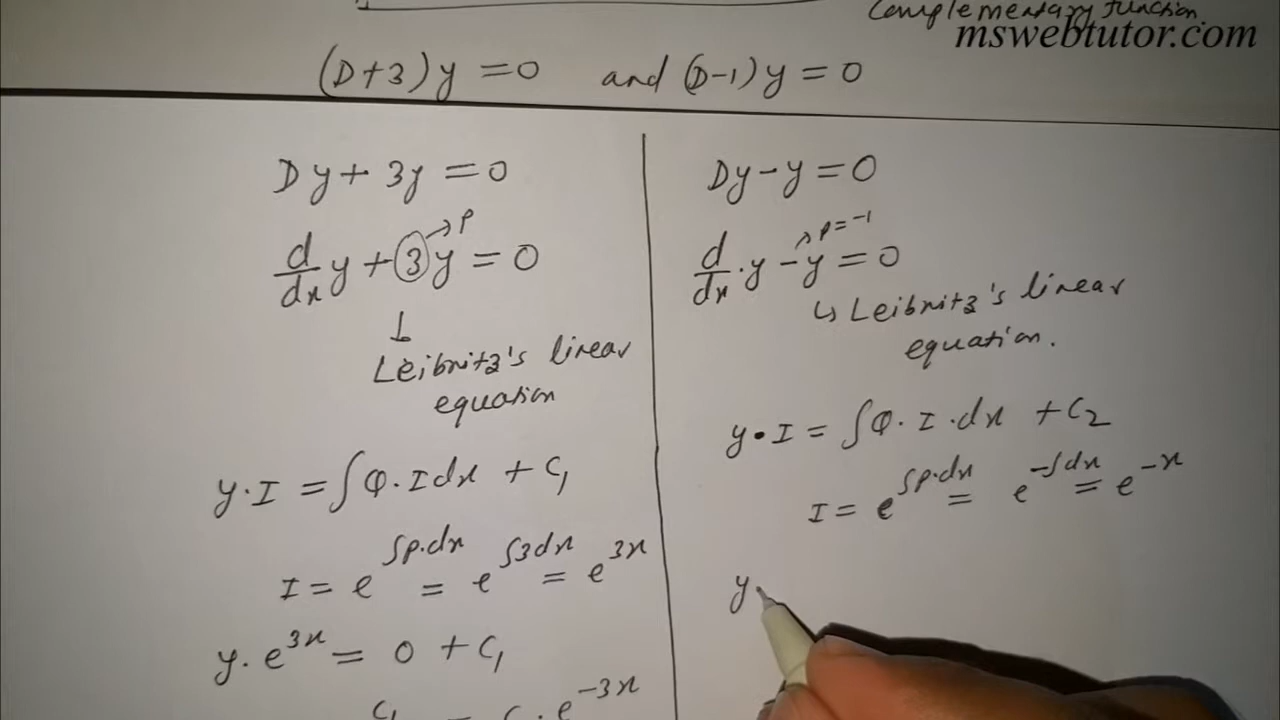 Complementary function.
mswebtutor.com
(D+3)y = 0 and (D-1)y = 0
Dy + 3y = 0
d/dx y + 3y = 0 → P
↓
Leibnitz's linear
equation
y·I = ∫Q·I dx + C₁
I = e^∫p·dx = e^∫3dx = e^3x
y·e^3x = 0 + C₁
C₁ = C · e^-3x
Dy - y = 0
d/dx ·y - y = 0 → P = -1
↳ Leibnitz's linear
equation.
y·I = ∫Q·I·dx + C₂
I = e^∫p·dx = e^-∫dx = e^-x
y·